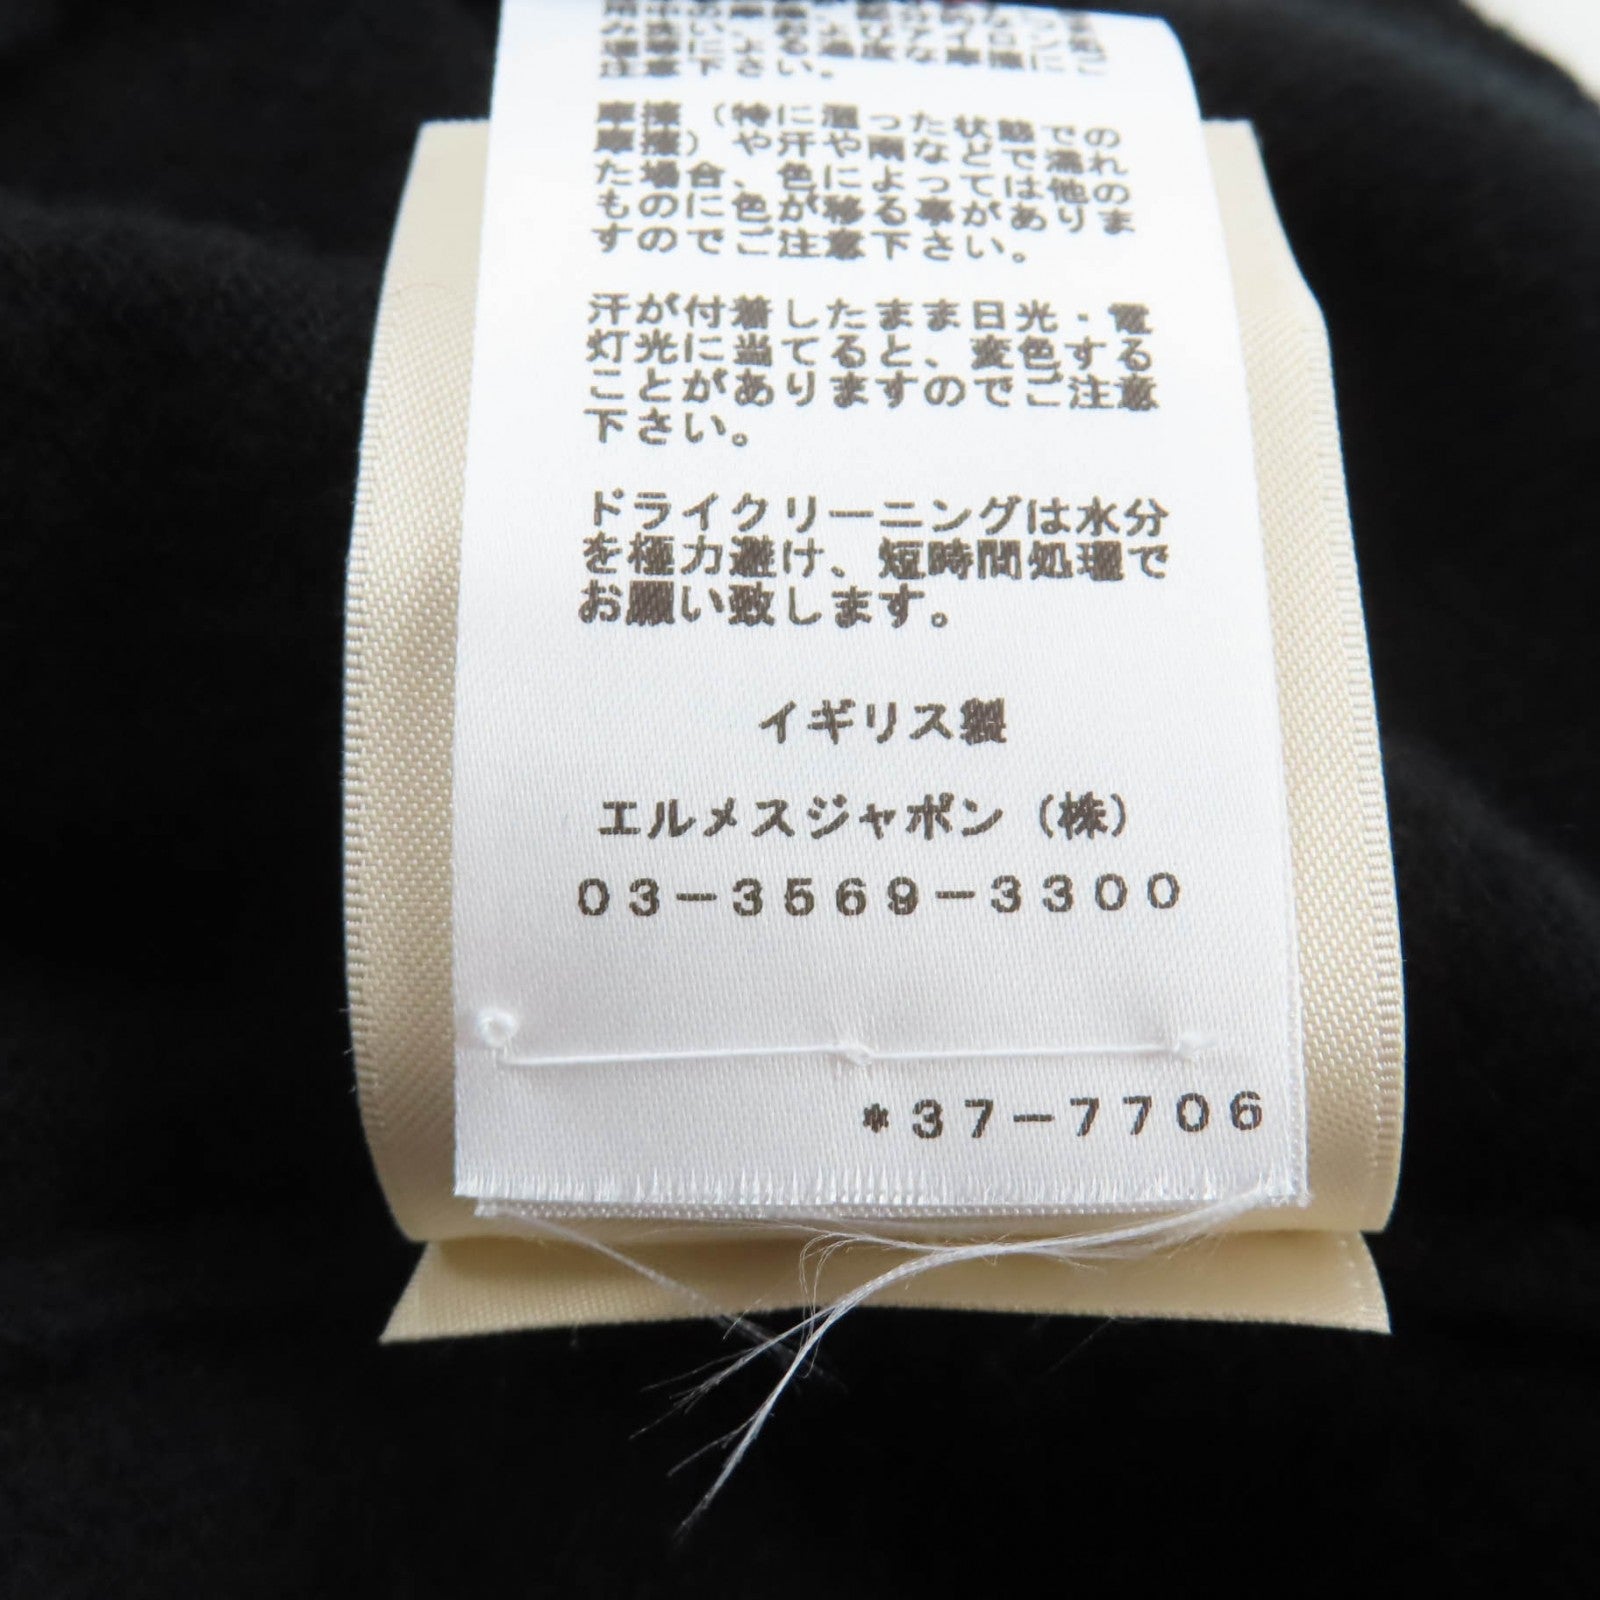 注意下さい。
摩擦（特に湿った状態での
摩擦）や汗や雨などで濡れ
た場合、色によっては他の
ものに色が移る事がありま
すのでご注意下さい。
汗が付着したまま日光・電
灯光に当てると、変色する
ことがありますのでご注意
下さい。
ドライクリーニングは水分
を極力避け、短時間処理で
お願い致します。
イギリス製
エルメスジャポン（株）
03-3569-3300
*37-7706